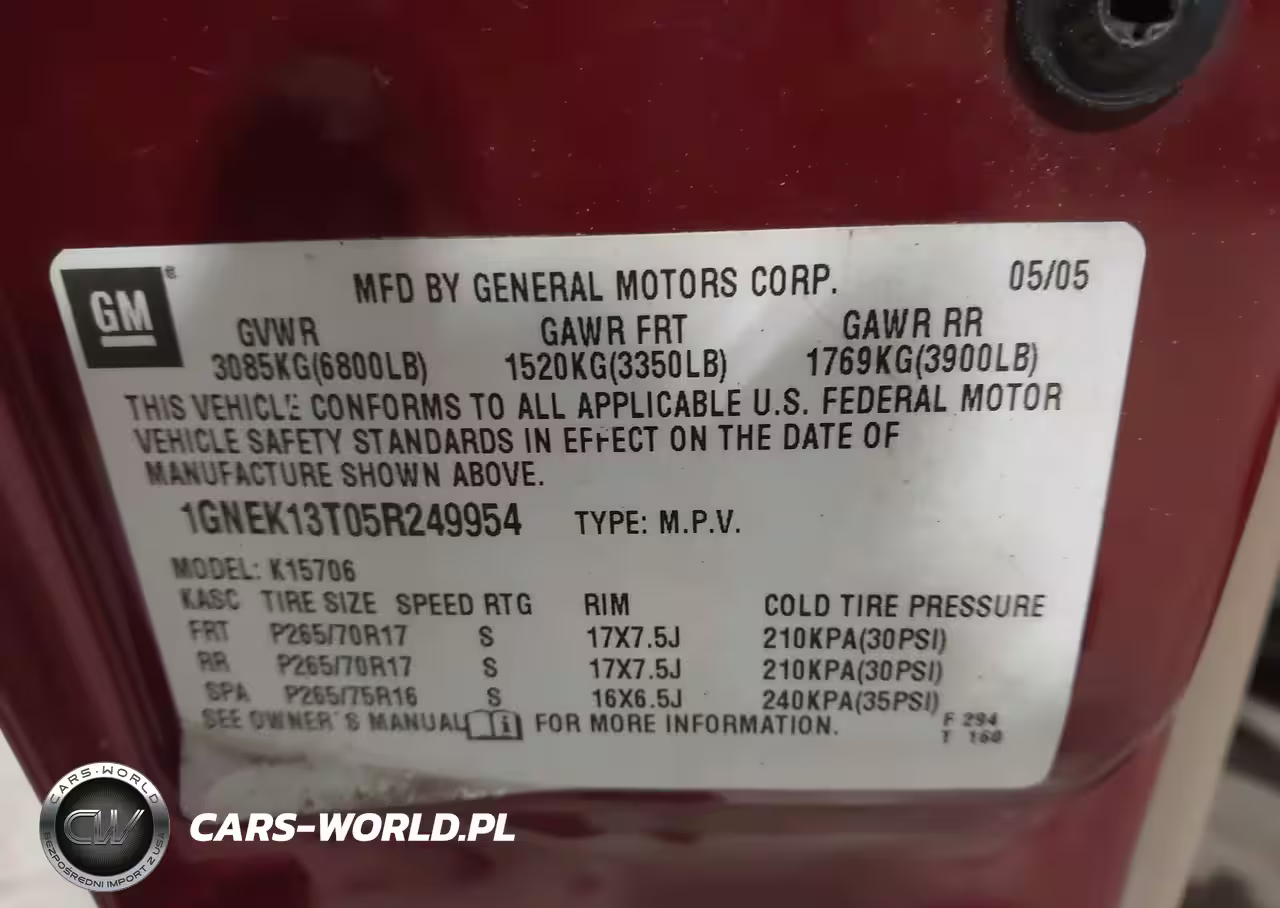 GM
MFD BY GENERAL MOTORS CORP. 05/05
GVWR GAWR FRT GAWR RR
3085KG(6800LB) 1520KG(3350LB) 1769KG(3900LB)
THIS VEHICLE CONFORMS TO ALL APPLICABLE U.S. FEDERAL MOTOR
VEHICLE SAFETY STANDARDS IN EFFECT ON THE DATE OF
MANUFACTURE SHOWN ABOVE.
1GNEK13T05R249954 TYPE: M.P.V.
MODEL: K15706
KASC TIRE SIZE SPEED RTG RIM COLD TIRE PRESSURE
FRT P265/70R17 S 17X7.5J 210KPA(30PSI)
RR P265/70R17 S 17X7.5J 210KPA(30PSI)
SPA P265/75R16 S 16X6.5J 240KPA(35PSI)
SEE OWNER'S MANUAL FOR MORE INFORMATION.
F 294
T 160
CARS-WORLD
CW
BEZPOŚREDNI IMPORT Z USA
CARS-WORLD.PL